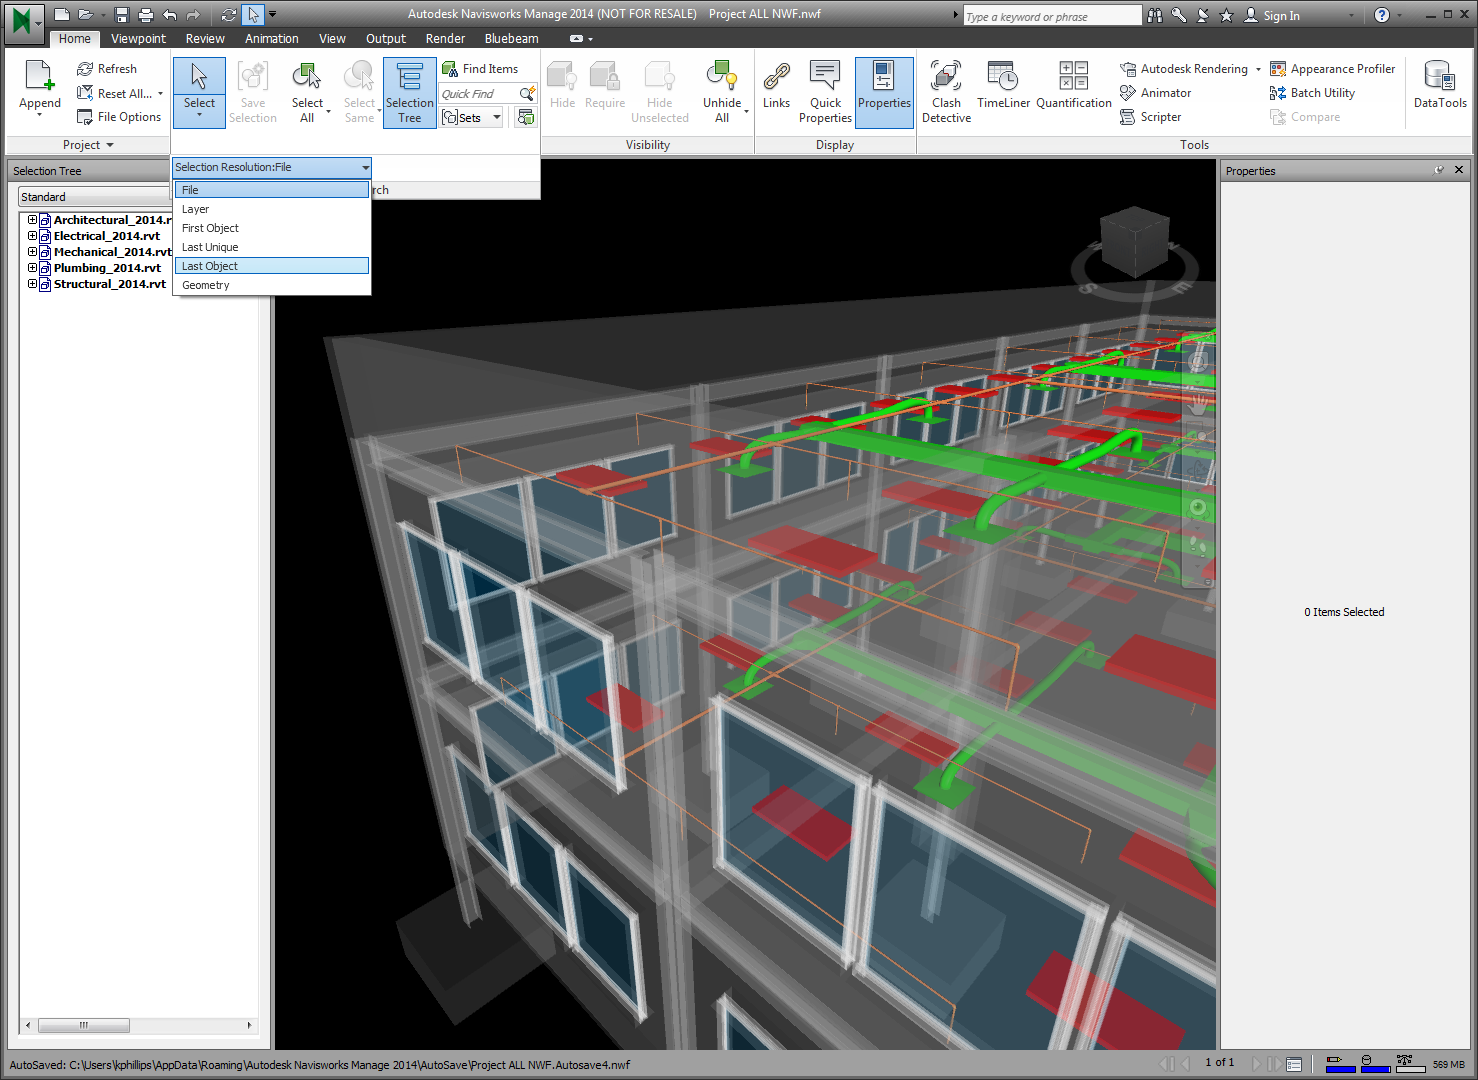 Autodesk Navisworks Manage 2014 (NOT FOR RESALE) Project ALL NWF.nwf
Type a keyword or phrase
Sign In
Home Viewpoint Review Animation View Output Render Bluebeam
Append
Refresh
Reset All...
File Options
Project
Select
Save Selection
Select All
Select Same
Selection Tree
Find Items
Quick Find
Sets
Hide
Require
Hide Unselected
Unhide All
Visibility
Links
Quick Properties
Properties
Display
Clash Detective
TimeLiner
Quantification
Autodesk Rendering
Animator
Scripter
Appearance Profiler
Batch Utility
Compare
Tools
DataTools
Selection Resolution:File
rch
File
Layer
First Object
Last Unique
Last Object
Geometry
Selection Tree
Standard
Architectural_2014.r
Electrical_2014.rvt
Mechanical_2014.rvt
Plumbing_2014.rvt
Structural_2014.rvt
S
E
Properties
0 Items Selected
AutoSaved: C:\Users\kphillips\AppData\Roaming\Autodesk Navisworks Manage 2014\AutoSave\Project ALL NWF.Autosave4.nwf
1 of 1
569 MB